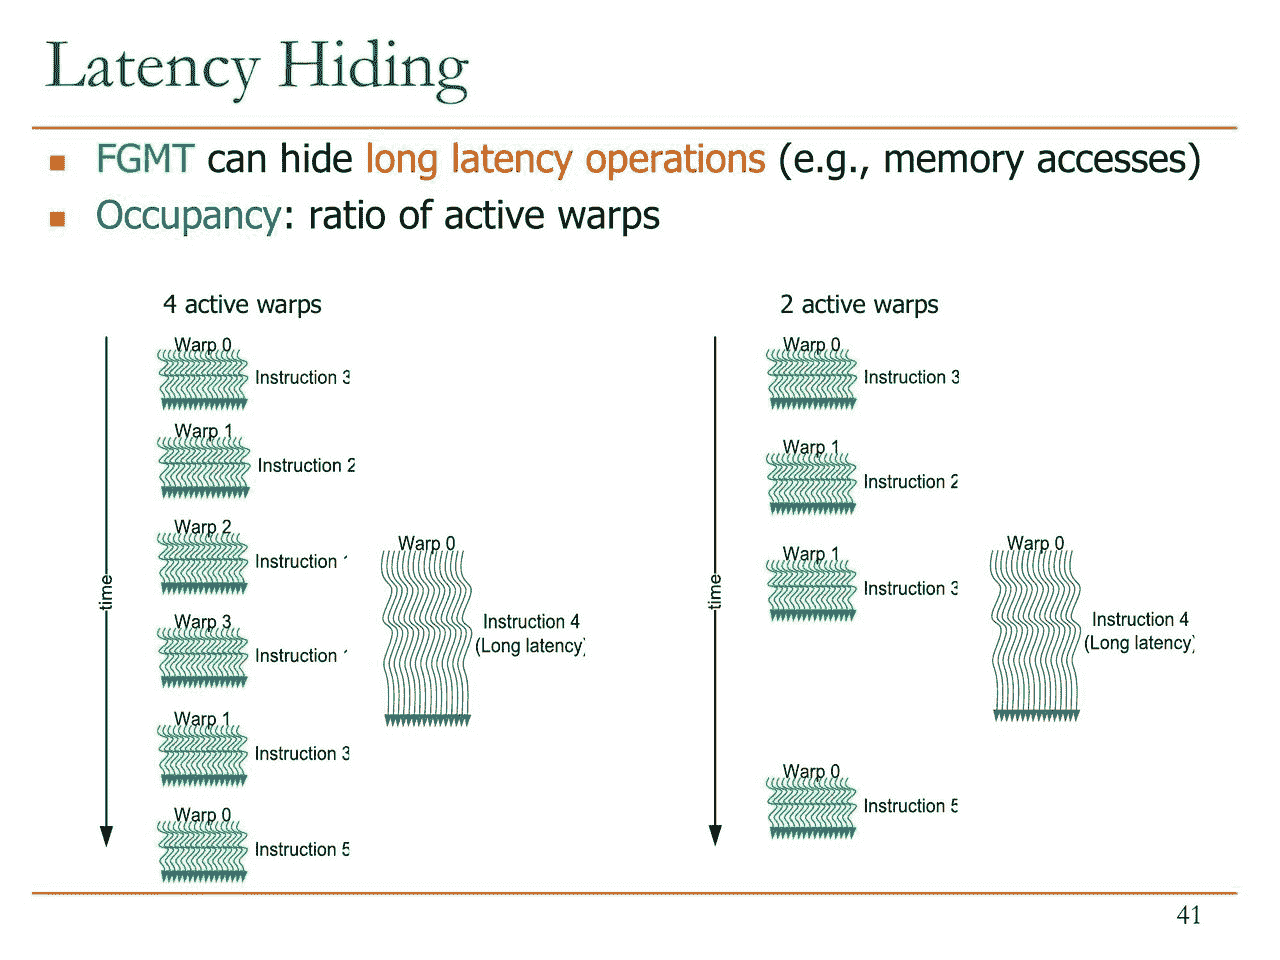 Latency Hiding
FGMT can hide long latency operations (e.g., memory accesses)
Occupancy: ratio of active warps
4 active warps
Warp 0
Instruction 3
Warp 1
Instruction 2
Warp 2
Instruction
Warp 3
Instruction
Warp 1
Instruction 3
Warp 0
Instruction 5
Warp 0
Instruction 4
(Long latency)
time
2 active warps
Warp 0
Instruction 3
Warp 1
Instruction 2
Warp 1
Instruction 3
Warp 0
Instruction 5
Warp 0
Instruction 4
(Long latency)
time
41